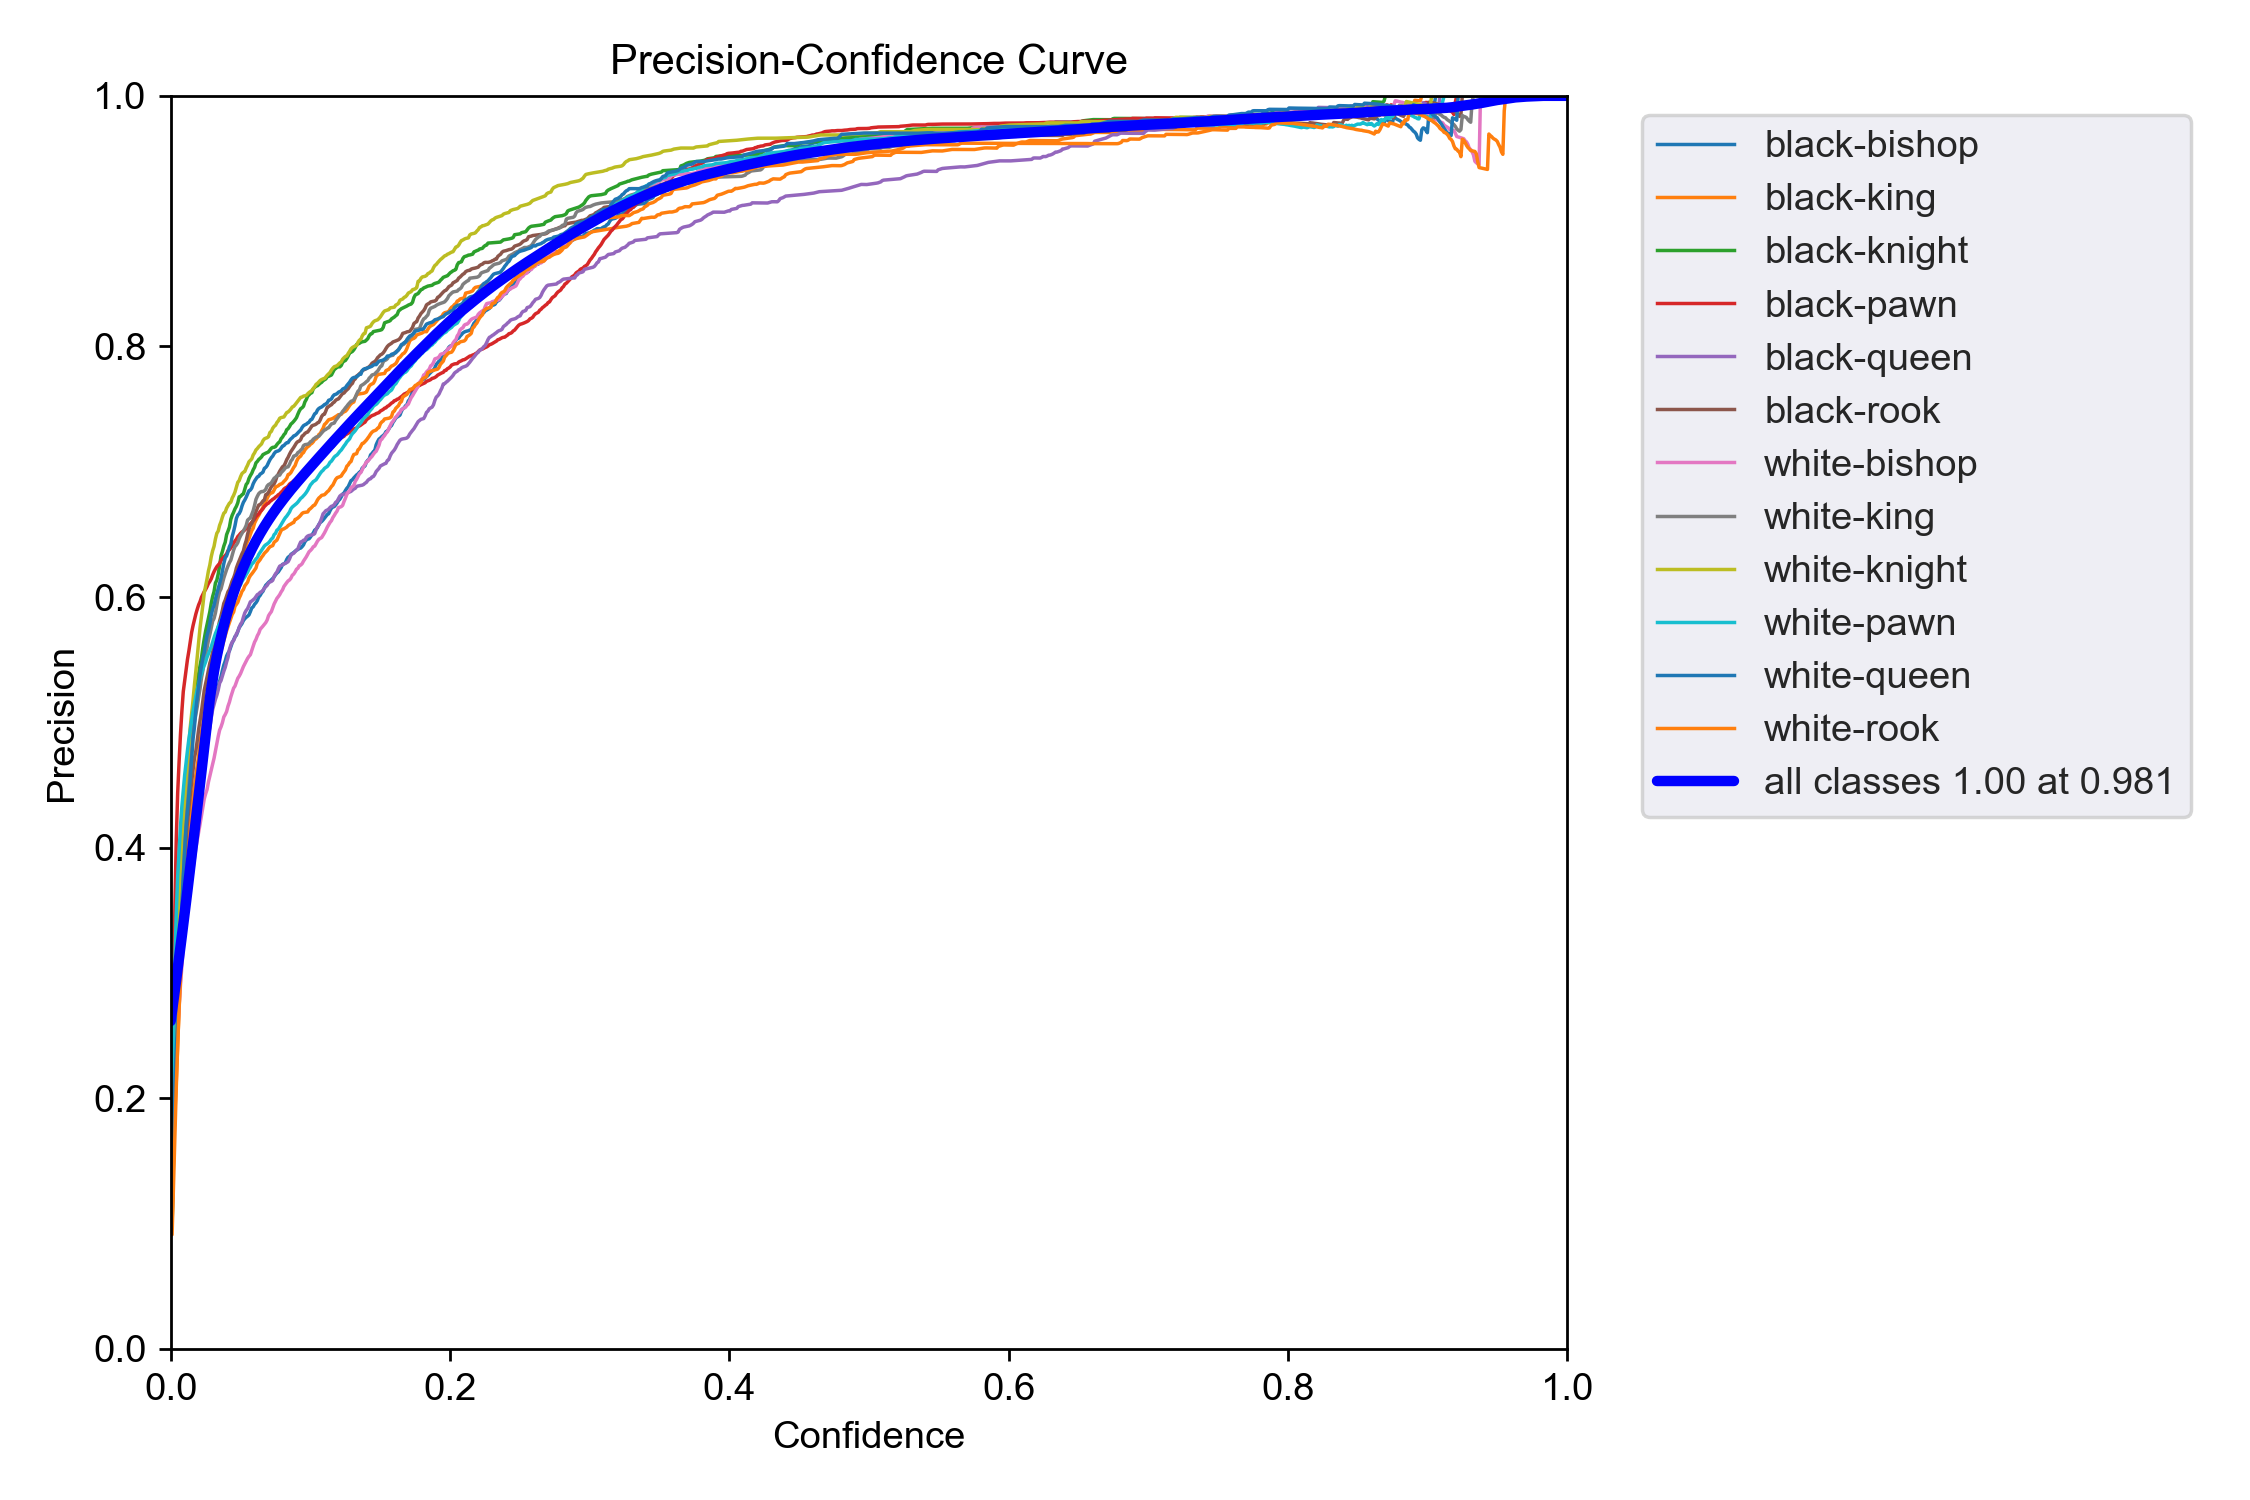 Precision-Confidence Curve
1.0
0.8
0.6
0.4
0.2
0.0
Precision
0.0 0.2 0.4 0.6 0.8 1.0
Confidence
black-bishop
black-king
black-knight
black-pawn
black-queen
black-rook
white-bishop
white-king
white-knight
white-pawn
white-queen
white-rook
all classes 1.00 at 0.981